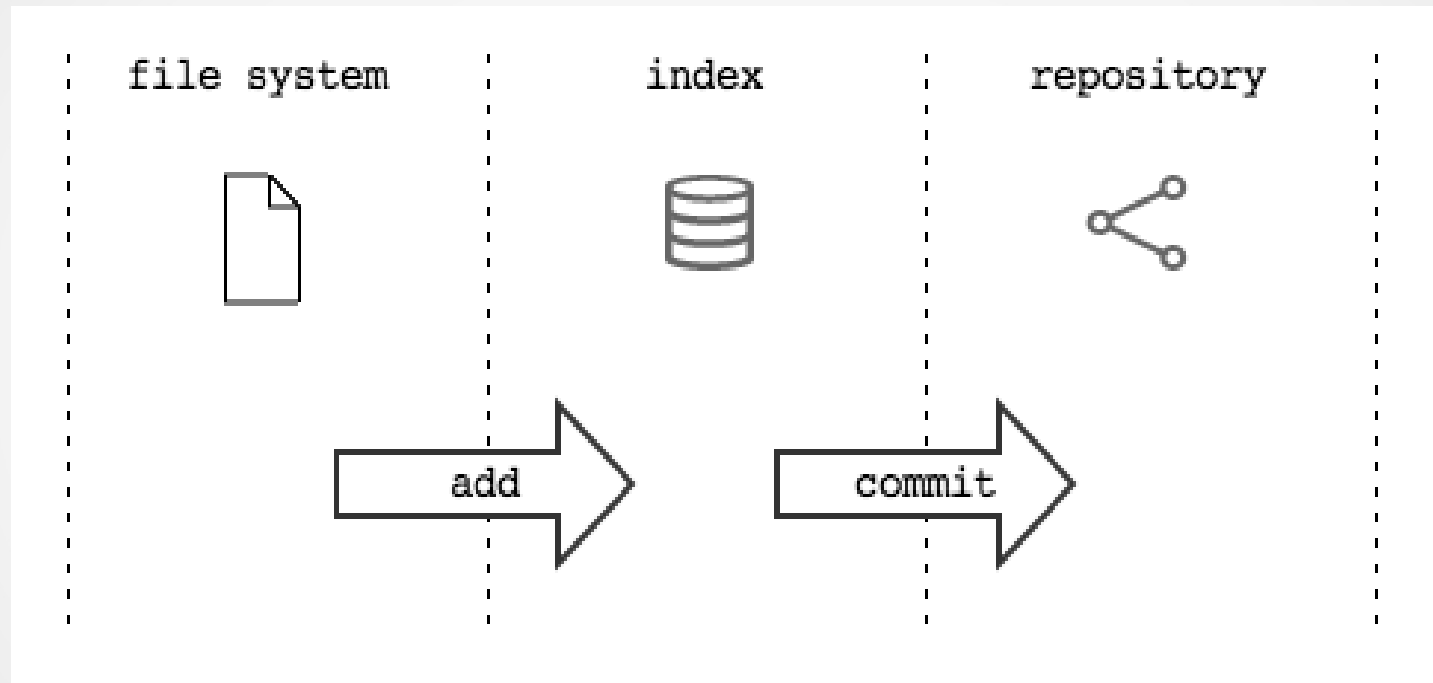 file system
index
repository
add
commit